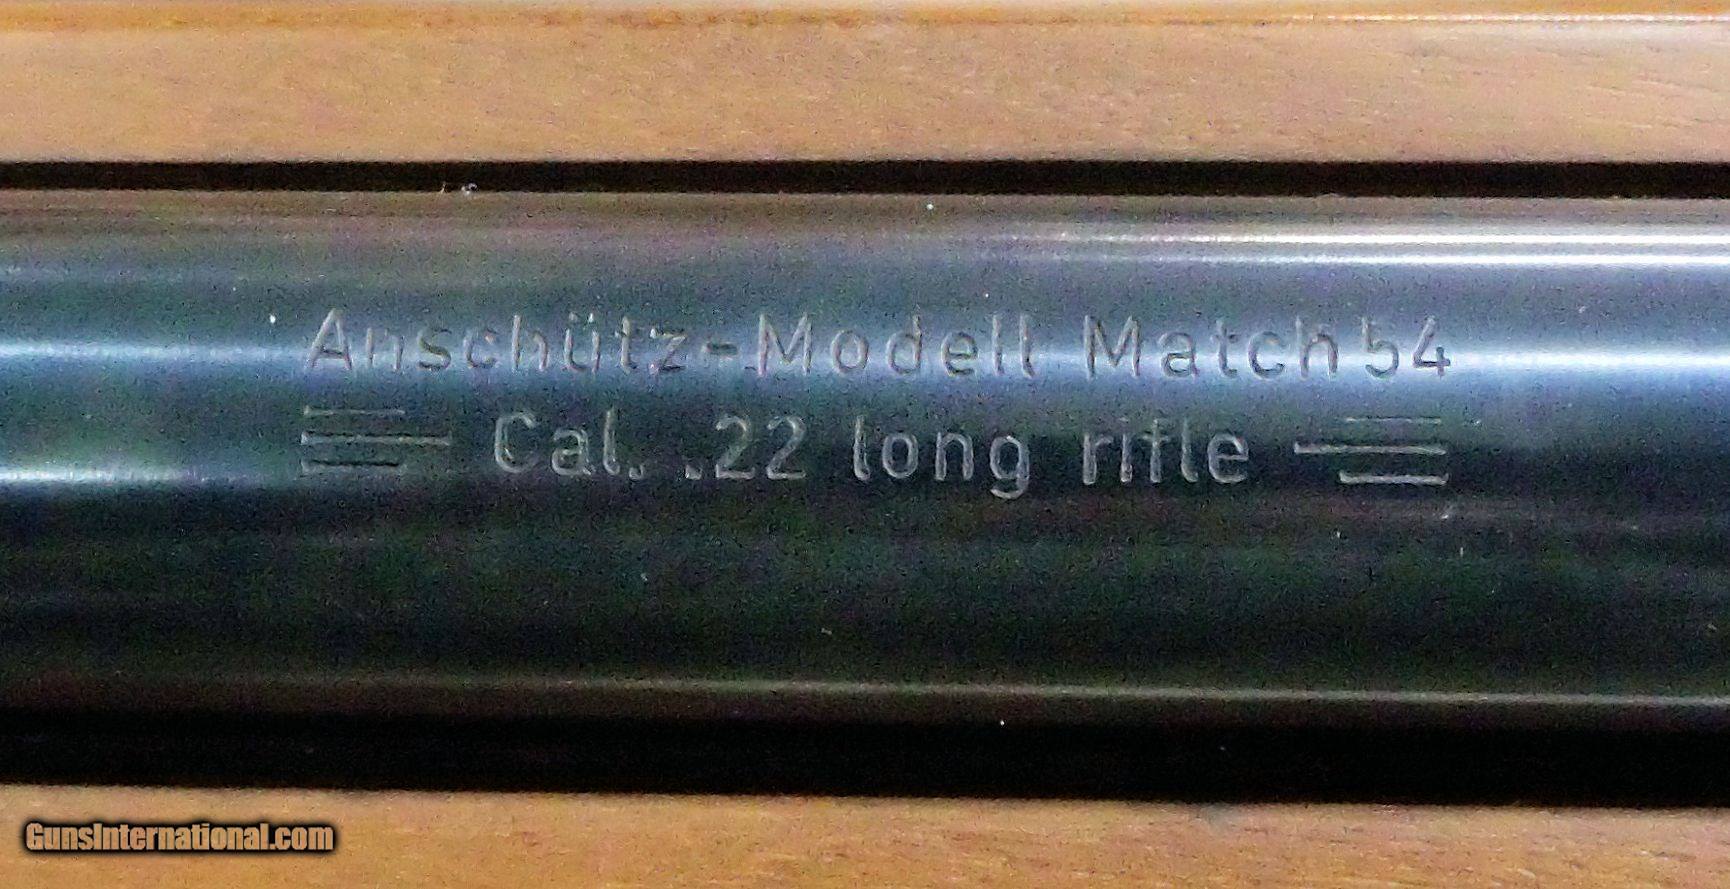 Anschütz-Modell Match 54
Cal. .22 long rifle
GunsInternational.com